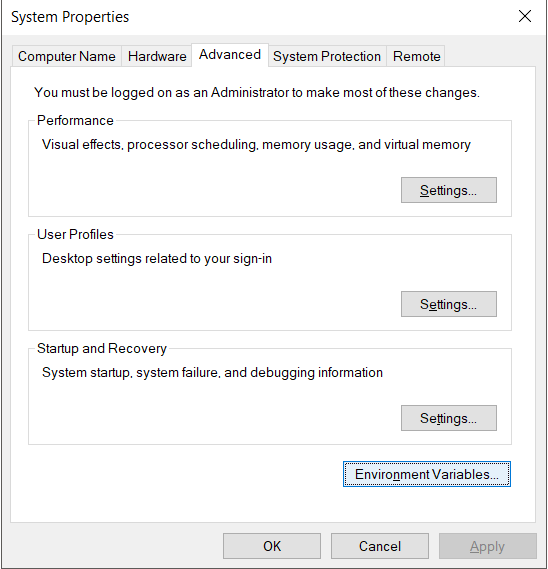 System Properties
Computer Name Hardware Advanced System Protection Remote
You must be logged on as an Administrator to make most of these changes.
Performance
Visual effects, processor scheduling, memory usage, and virtual memory
Settings...
User Profiles
Desktop settings related to your sign-in
Settings...
Startup and Recovery
System startup, system failure, and debugging information
Settings...
Environment Variables...
OK Cancel Apply